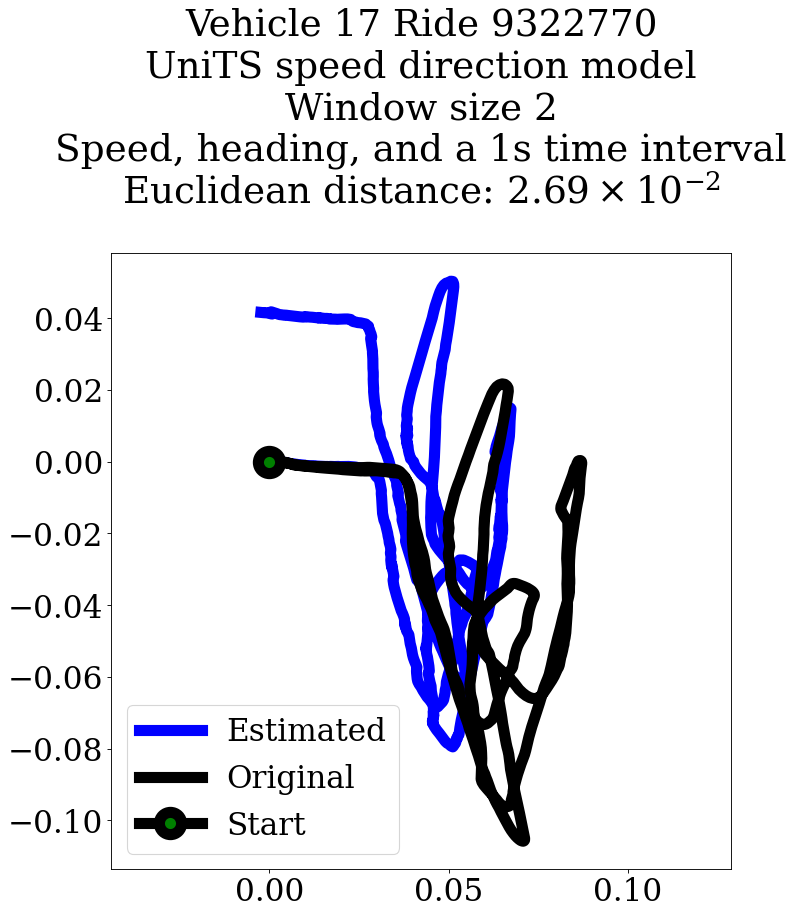 Vehicle 17 Ride 9322770
UniTS speed direction model
Window size 2
Speed, heading, and a 1s time interval
Euclidean distance: 2.69 × 10⁻²
0.04
0.02
0.00
−0.02
−0.04
−0.06
−0.08
−0.10
Estimated
Original
Start
0.00
0.05
0.10